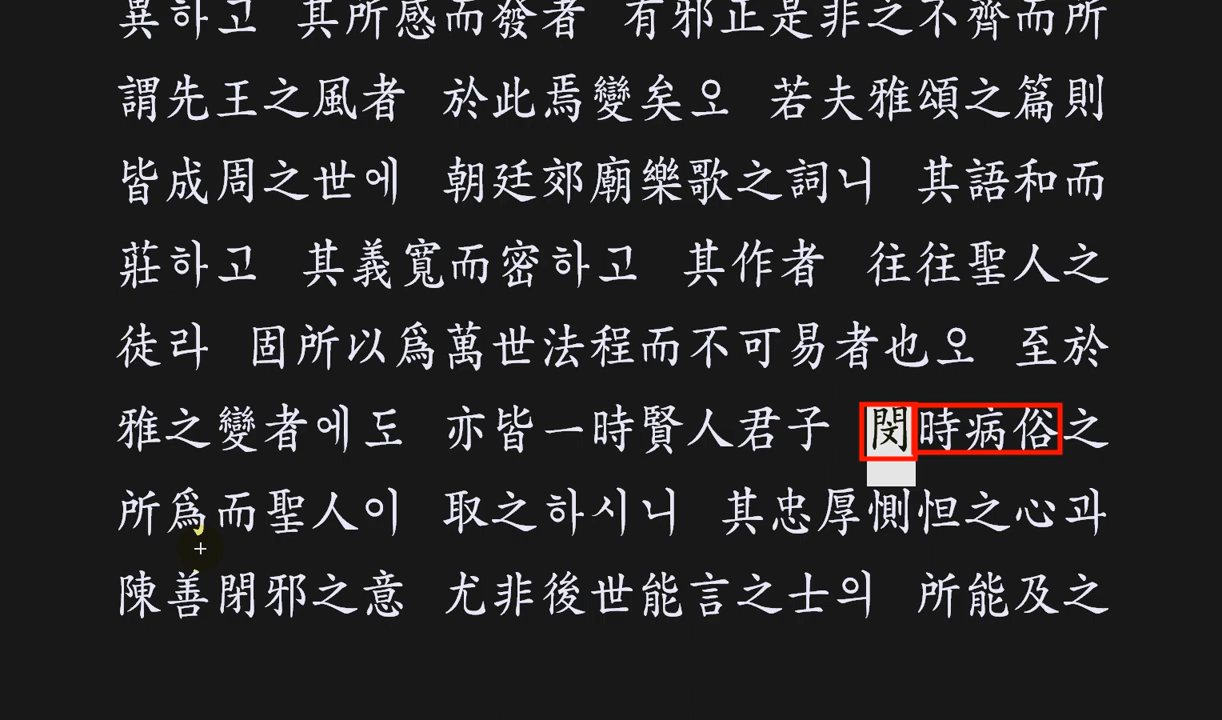 異하고 其所感而發者 有邪正是非之不齊而所
謂先王之風者 於此焉變矣오 若夫雅頌之篇則
皆成周之世에 朝廷郊廟樂歌之詞니 其語和而
莊하고 其義寬而密하고 其作者 往往聖人之
徒라 固所以爲萬世法程而不可易者也오 至於
雅之變者에도 亦皆一時賢人君子 閔時病俗之
所爲而聖人이 取之하시니 其忠厚惻怛之心과
陳善閉邪之意 尤非後世能言之士의 所能及之